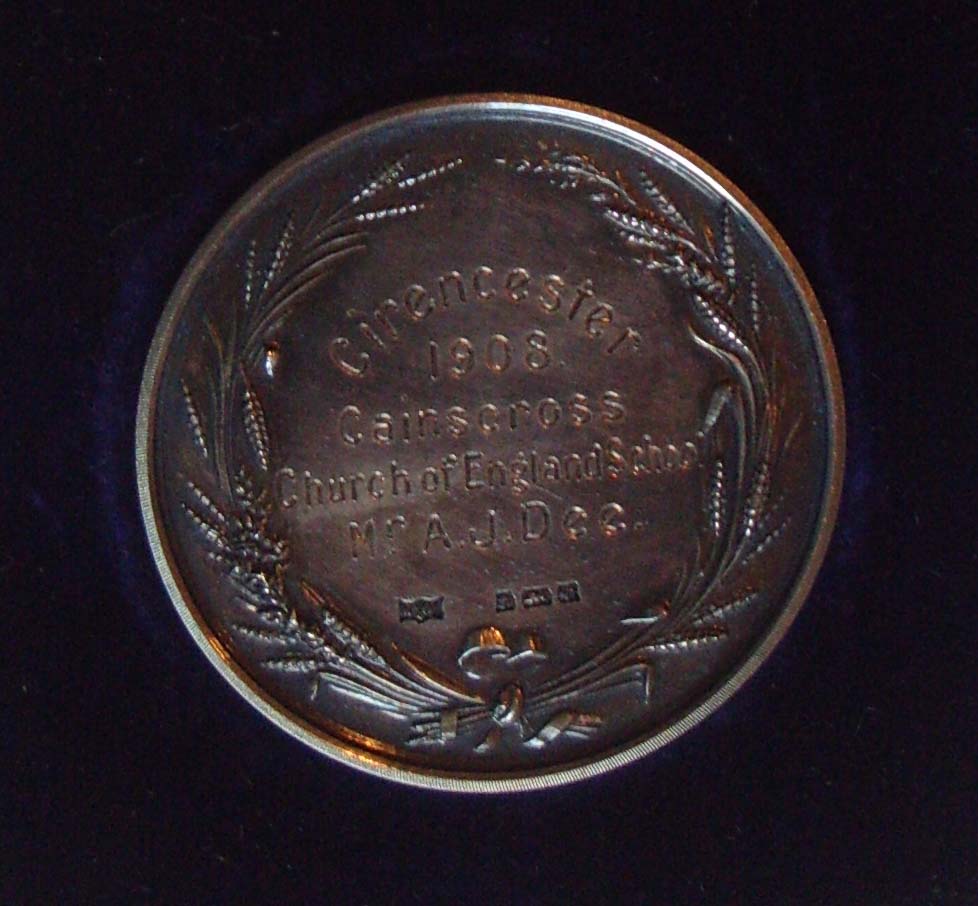 Cirencester
1908.
Cainscross
Church of England School
Mr A.J. Dee.